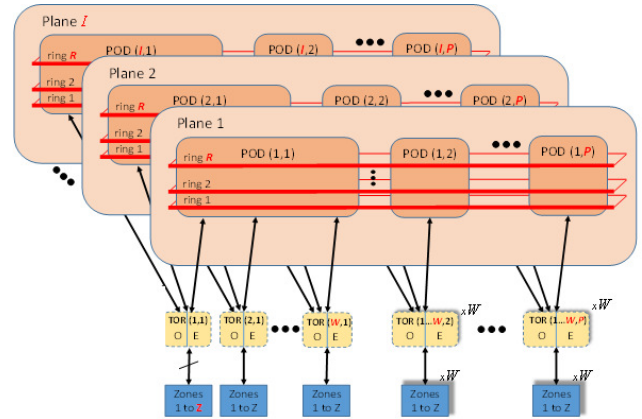 Plane I
POD (I,1)
POD (I,2)
POD (I,P)
ring R
ring 2
ring 1
Plane 2
POD (2,1)
POD (2,2)
POD (2,P)
ring R
ring 2
ring 1
Plane 1
POD (1,1)
POD (1,2)
POD (1,P)
ring R
ring 2
ring 1
TOR (1,1)
O E
TOR (2,1)
O E
TOR (W,1)
O E
TOR (1...W,2)
O E
xW
TOR (1...W,P)
O E
xW
Zones
1 to Z
Zones
1 to Z
Zones
1 to Z
Zones
1 to Z
xW
Zones
1 to Z
xW